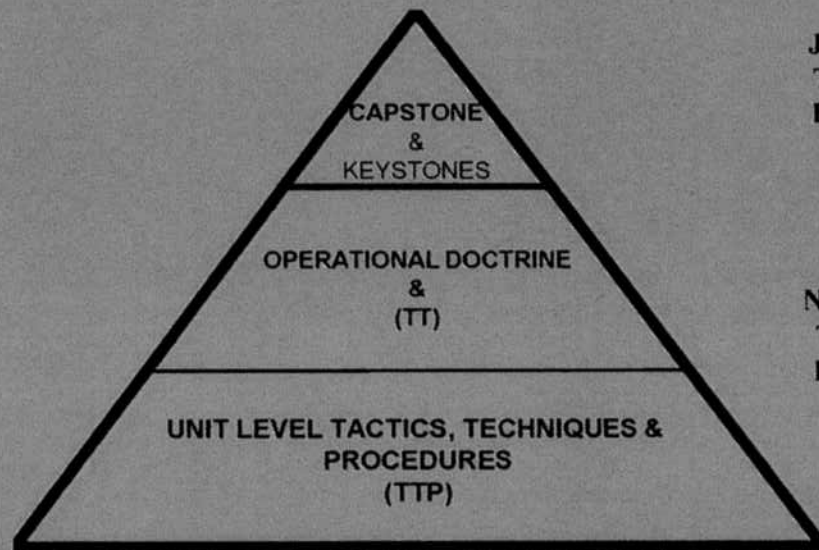 CAPSTONE
&
KEYSTONES
OPERATIONAL DOCTRINE
&
(TT)
UNIT LEVEL TACTICS, TECHNIQUES &
PROCEDURES
(TTP)